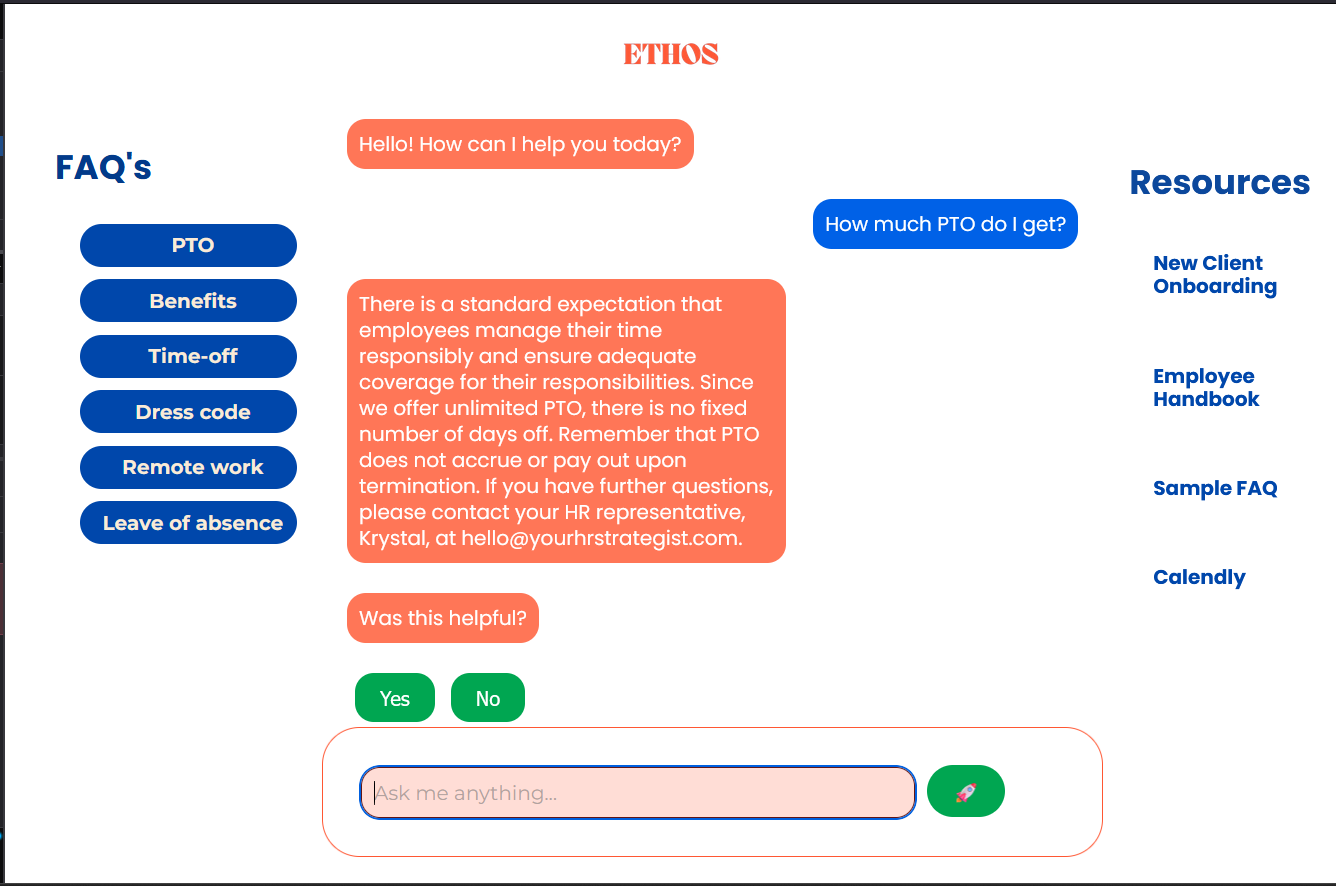 ETHOS
FAQ's
PTO
Benefits
Time-off
Dress code
Remote work
Leave of absence
Hello! How can I help you today?
How much PTO do I get?
There is a standard expectation that
employees manage their time
responsibly and ensure adequate
coverage for their responsibilities. Since
we offer unlimited PTO, there is no fixed
number of days off. Remember that PTO
does not accrue or pay out upon
termination. If you have further questions,
please contact your HR representative,
Krystal, at hello@yourhrstrategist.com.
Was this helpful?
Yes No
Ask me anything...
Resources
New Client
Onboarding
Employee
Handbook
Sample FAQ
Calendly